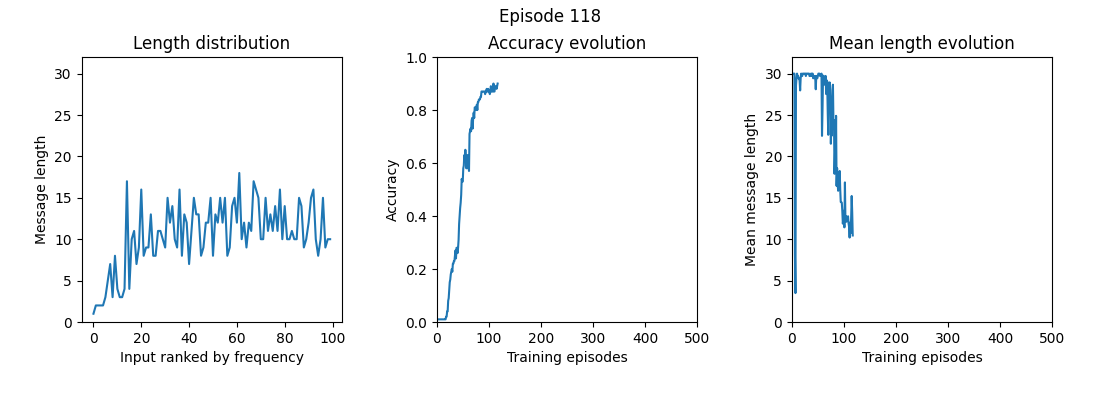 Episode 118
Length distribution
Accuracy evolution
Mean length evolution
30
25
20
15
10
5
0
Message length
0 20 40 60 80 100
Input ranked by frequency
1.0
0.8
0.6
0.4
0.2
0.0
Accuracy
0 100 200 300 400 500
Training episodes
30
25
20
15
10
5
0
Mean message length
0 100 200 300 400 500
Training episodes